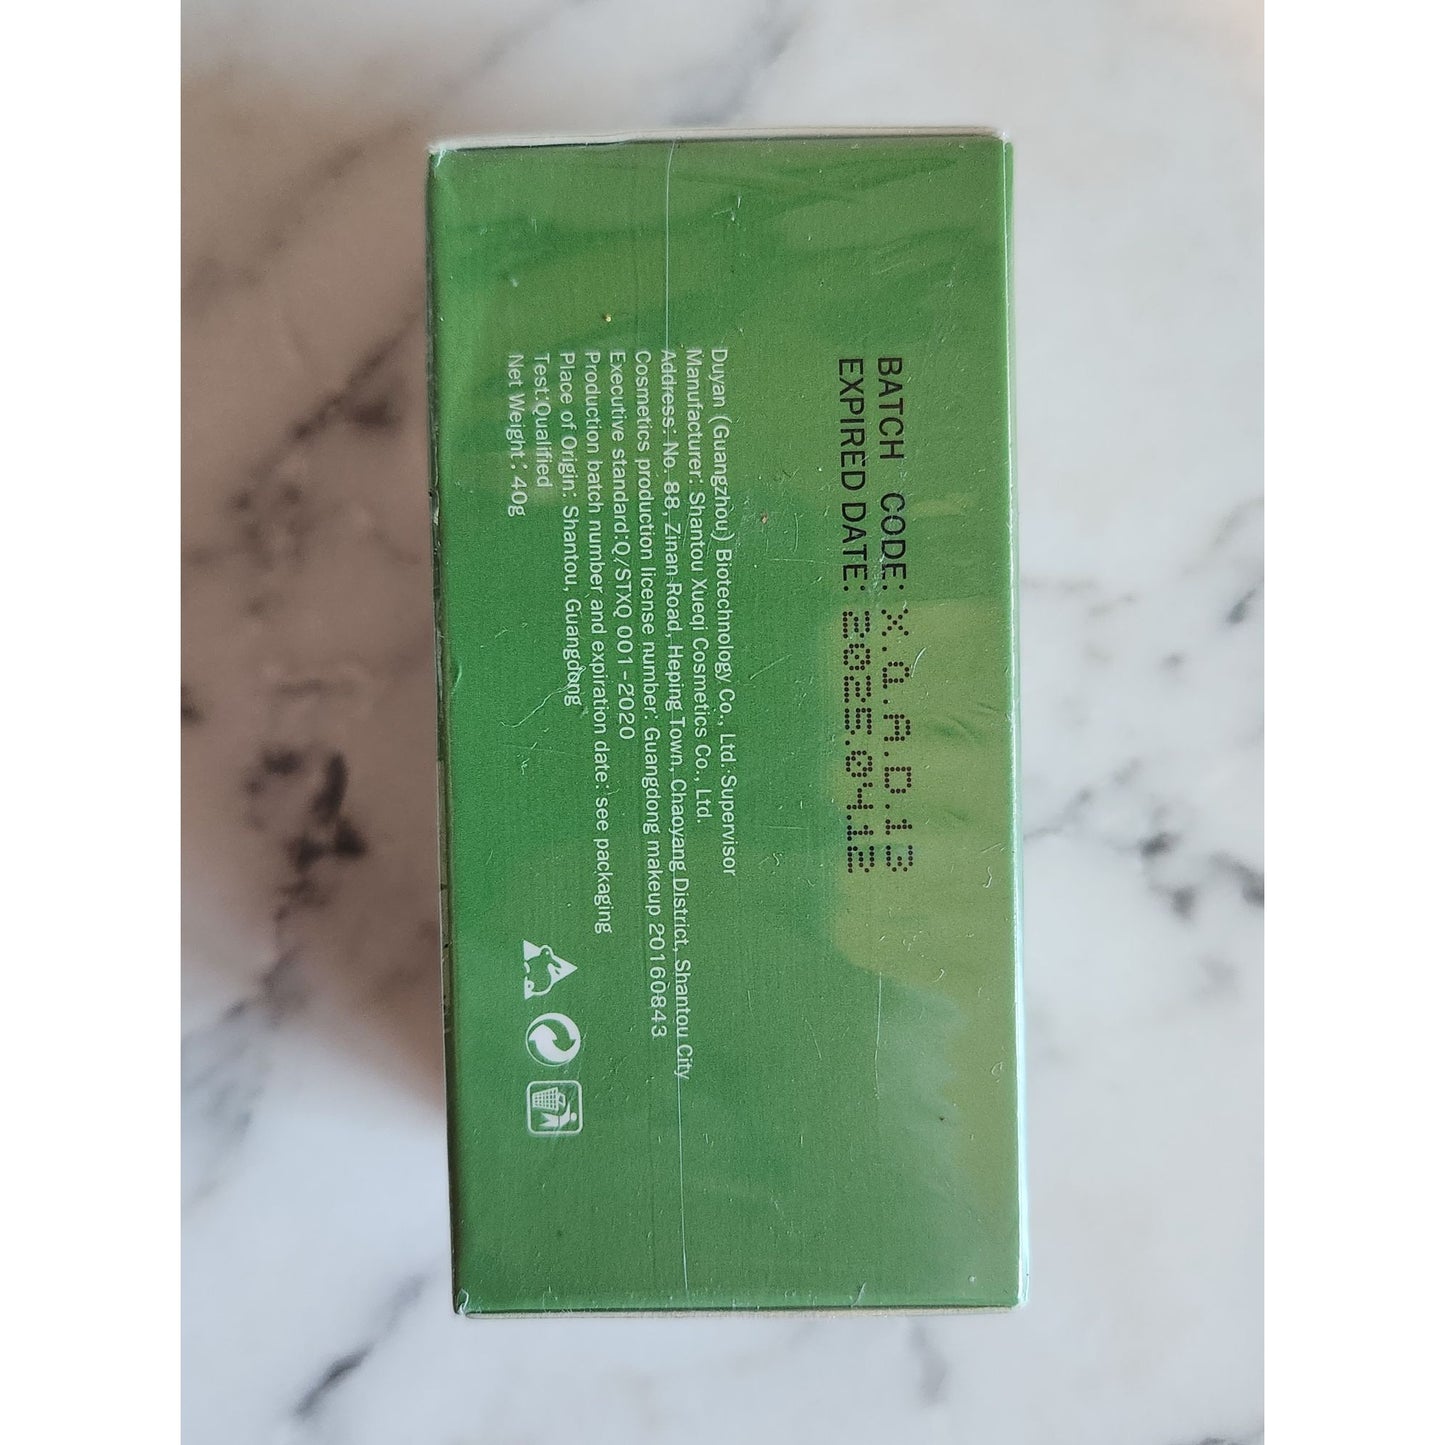 BATCH CODE: X.Q.A.D.13
EXPIRED DATE: 2025.04.12
Duyan (Guangzhou) Biotechnology Co., Ltd. Supervisor
Manufacturer: Shantou Xueqi Cosmetics Co., Ltd.
Address: No. 88, Zinan Road, Heping Town, Chaoyang District, Shantou City
Cosmetics production license number: Guangdong makeup 20160843
Executive standard:Q/STXQ 001-2020
Production batch number and expiration date: see packaging
Place of Origin: Shantou, Guangdong
Test:Qualified
Net Weight: 40g